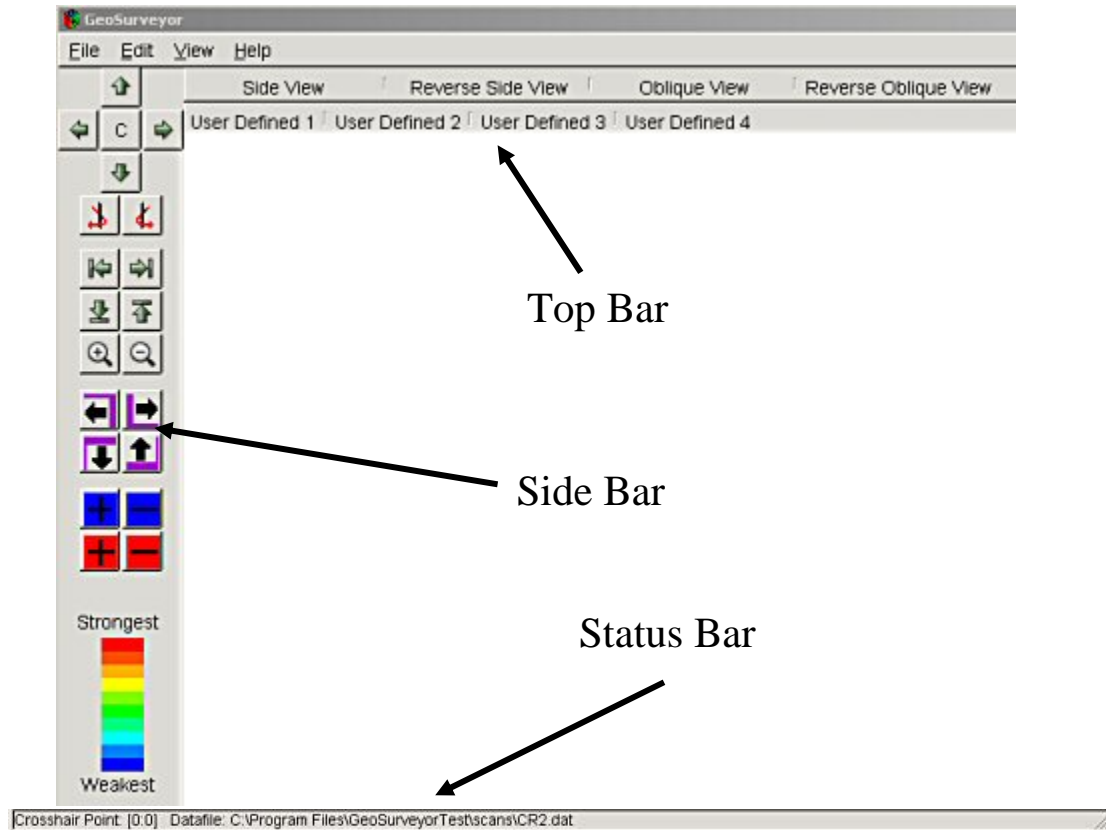 GeoSurveyor
File Edit View Help
Side View Reverse Side View Oblique View Reverse Oblique View
C
User Defined 1 User Defined 2 User Defined 3 User Defined 4
Top Bar
Side Bar
Strongest
Status Bar
Weakest
Crosshair Point: [0:0] Datafile: C:\Program Files\GeoSurveyorTest\scans\CR2.dat